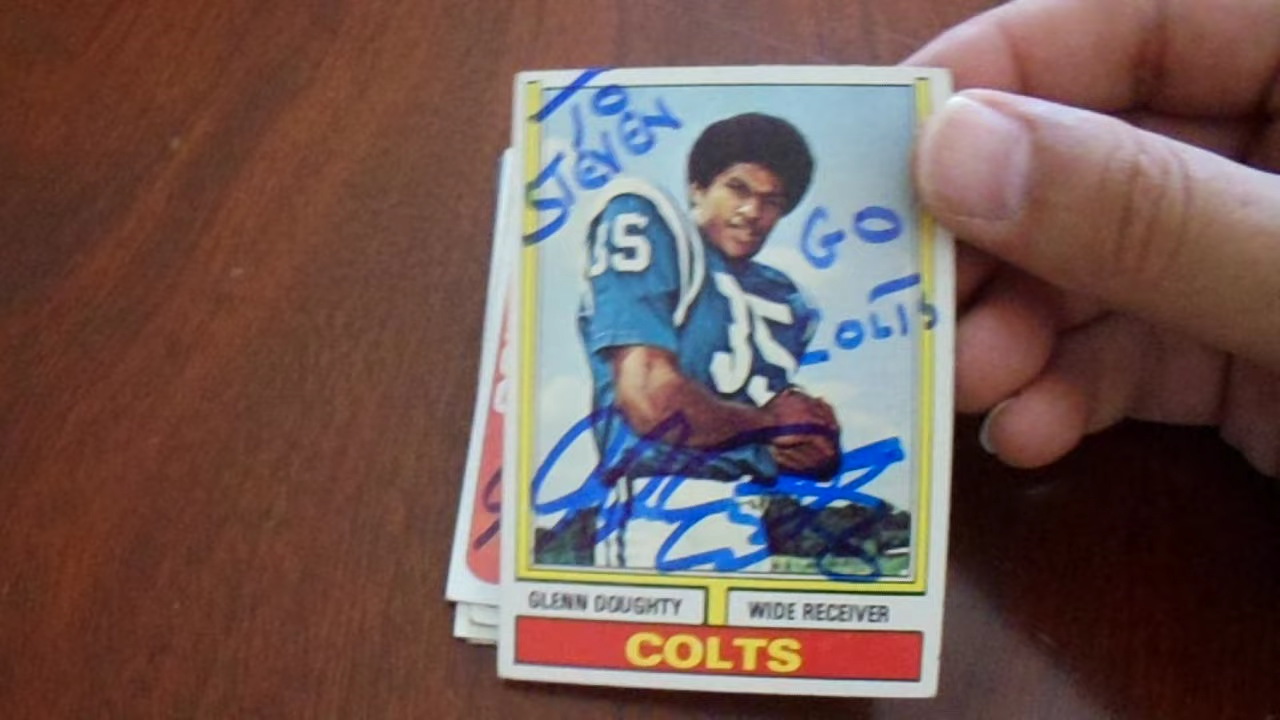 TO
STEVEN
GO
COLTS
35
35
GLENN DOUGHTY
WIDE RECEIVER
COLTS